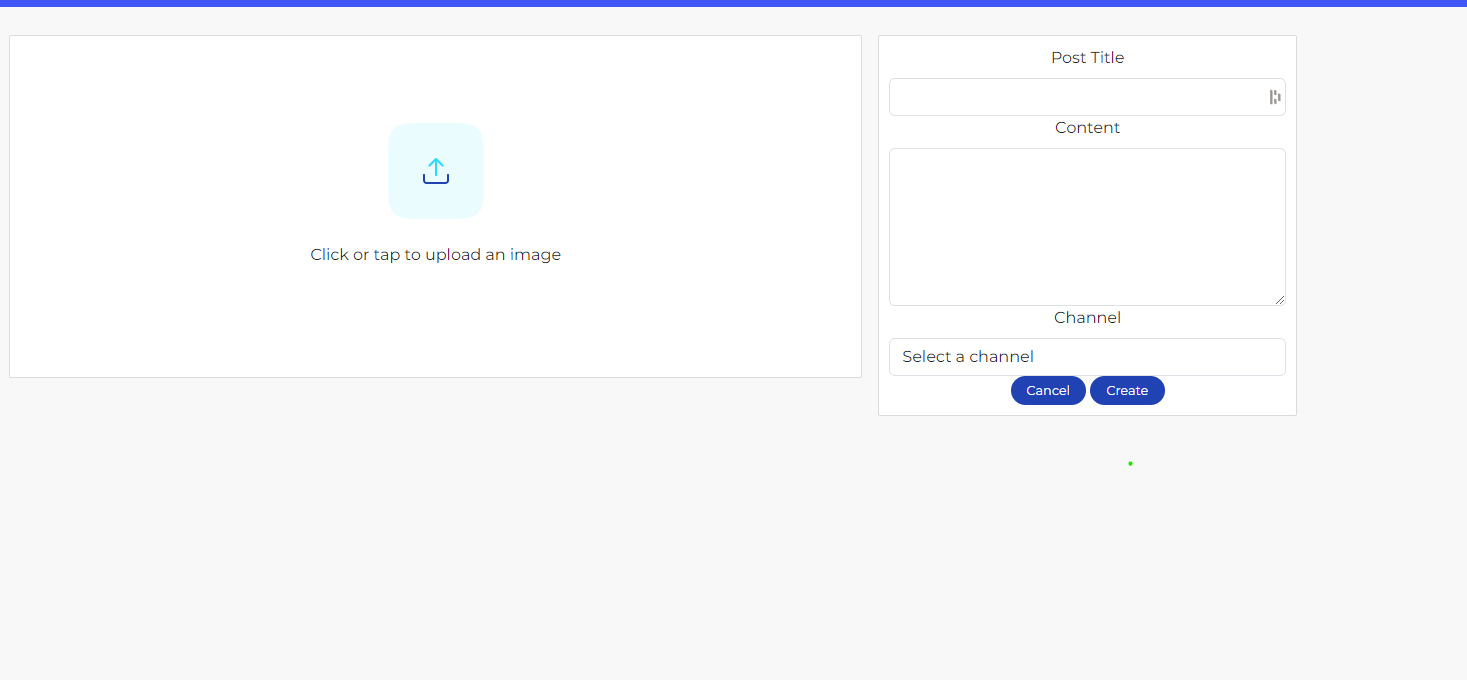 Click or tap to upload an image
Post Title
Content
Channel
Select a channel
Cancel Create